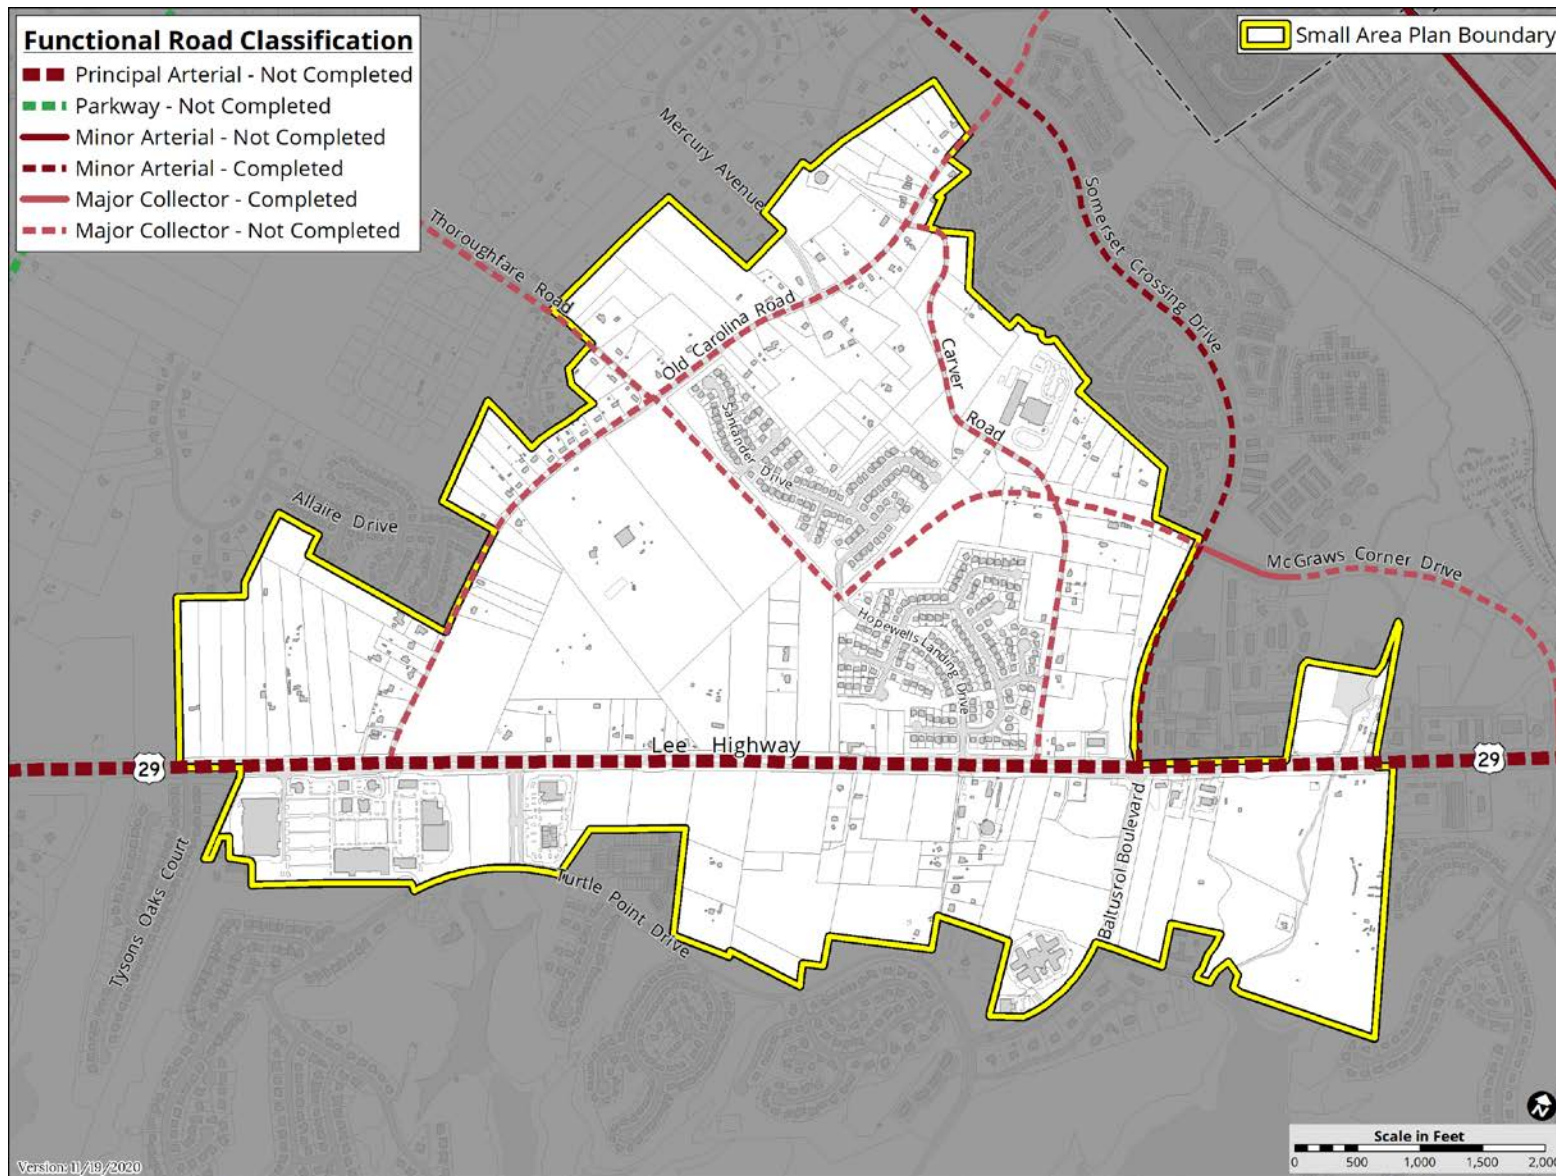 Functional Road Classification
Principal Arterial - Not Completed
Parkway - Not Completed
Minor Arterial - Not Completed
Minor Arterial - Completed
Major Collector - Completed
Major Collector - Not Completed
Small Area Plan Boundary
Mercury Avenue
Thoroughfare Road
Somerset Crossing Drive
Old Carolina Road
Carver Road
Santander Drive
Allaire Drive
McGraws Corner Drive
Hopewells Landing Drive
Lee Highway
29
29
Tysons Oaks Court
Turtle Point Drive
Baltusrol Boulevard
N
Scale in Feet
0 500 1,000 1,500 2,00
Version: 11/19/2020